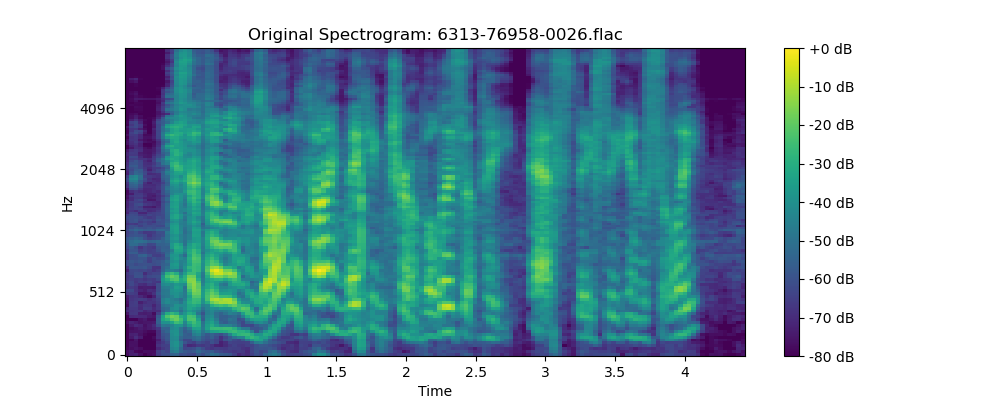 Original Spectrogram: 6313-76958-0026.flac
Hz
4096
2048
1024
512
0
0 0.5 1 1.5 2 2.5 3 3.5 4
Time
+0 dB
-10 dB
-20 dB
-30 dB
-40 dB
-50 dB
-60 dB
-70 dB
-80 dB